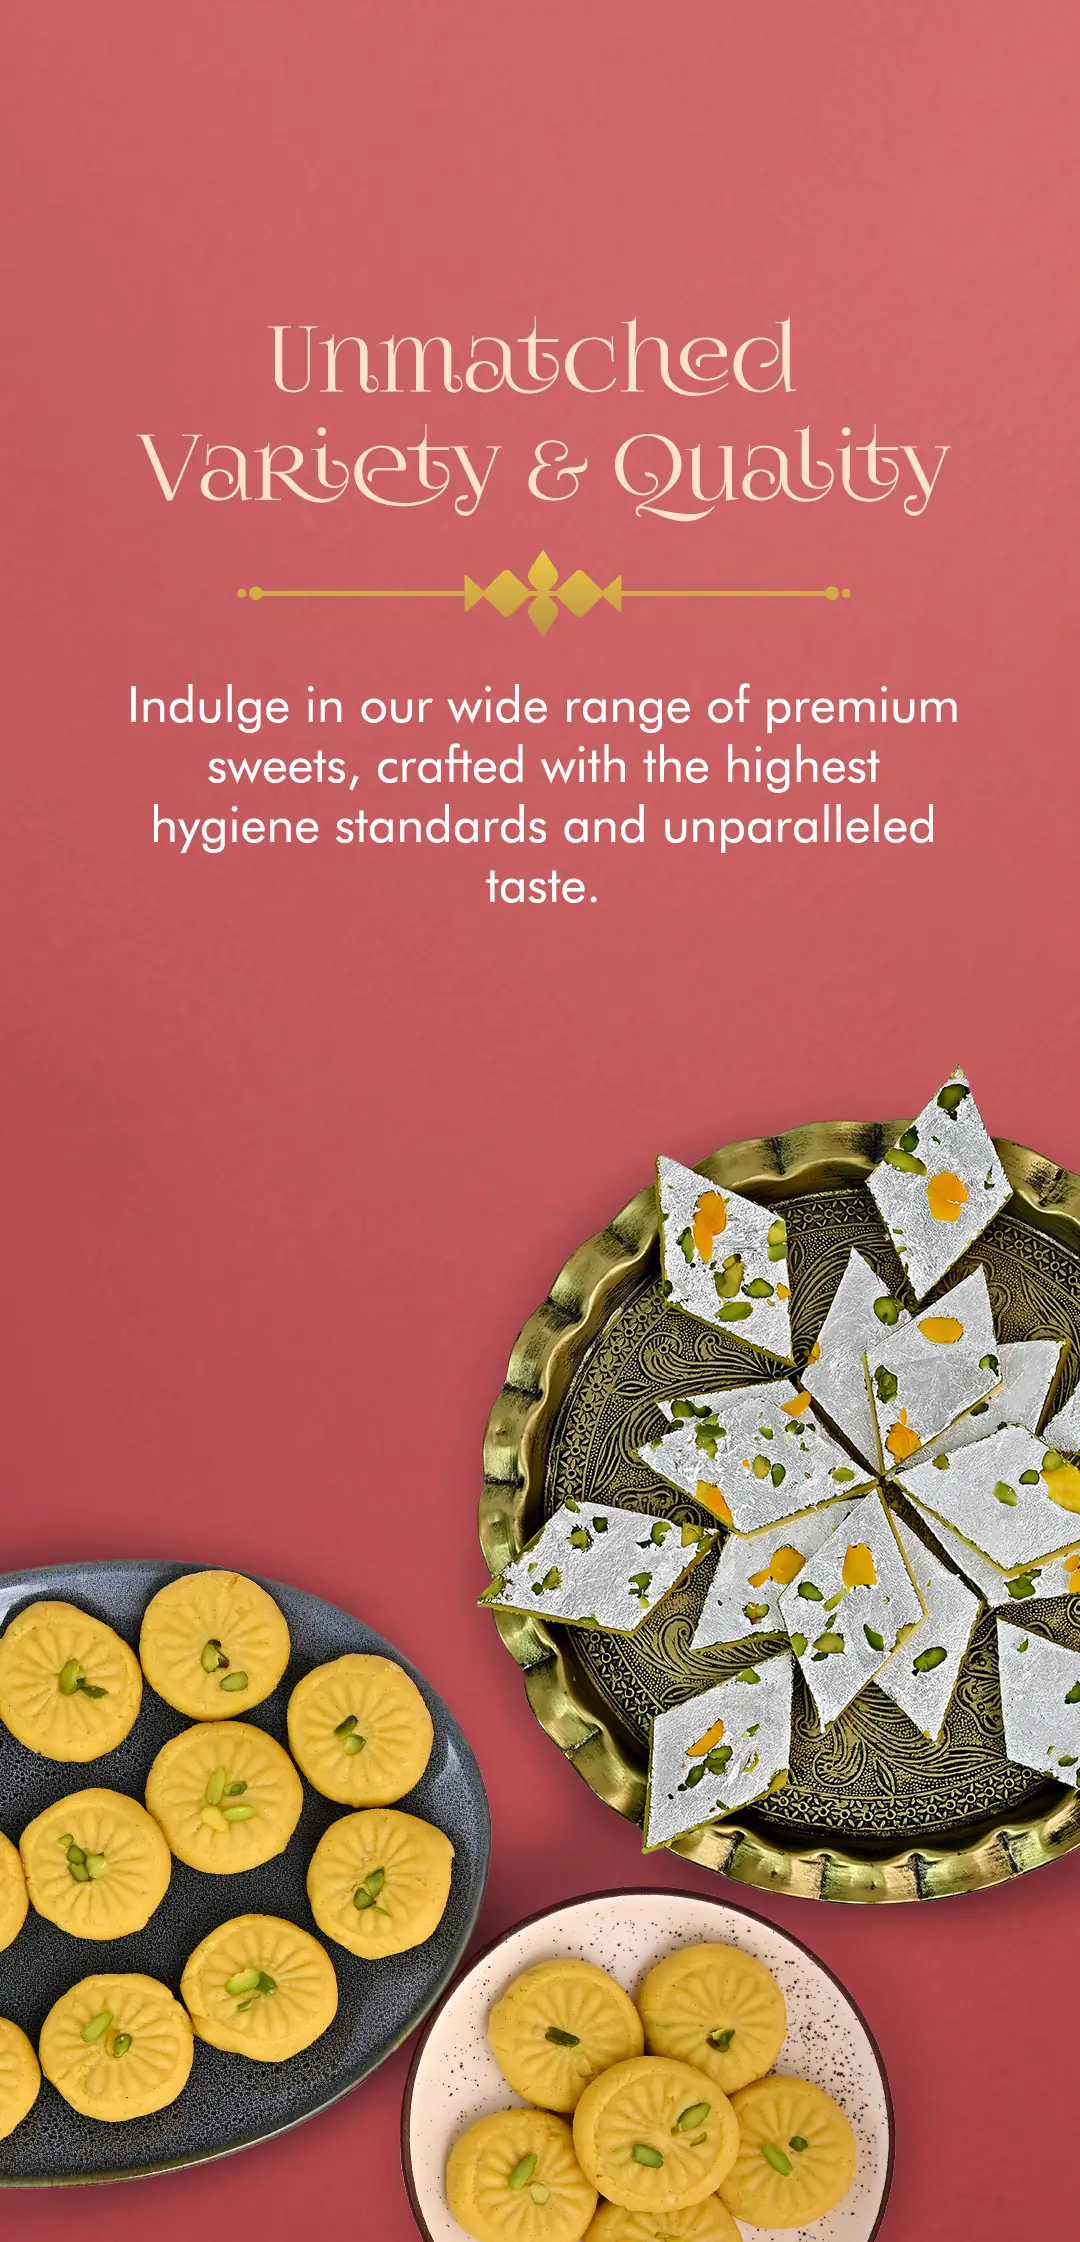 Unmatched
Variety & Quality
Indulge in our wide range of premium
sweets, crafted with the highest
hygiene standards and unparalleled
taste.